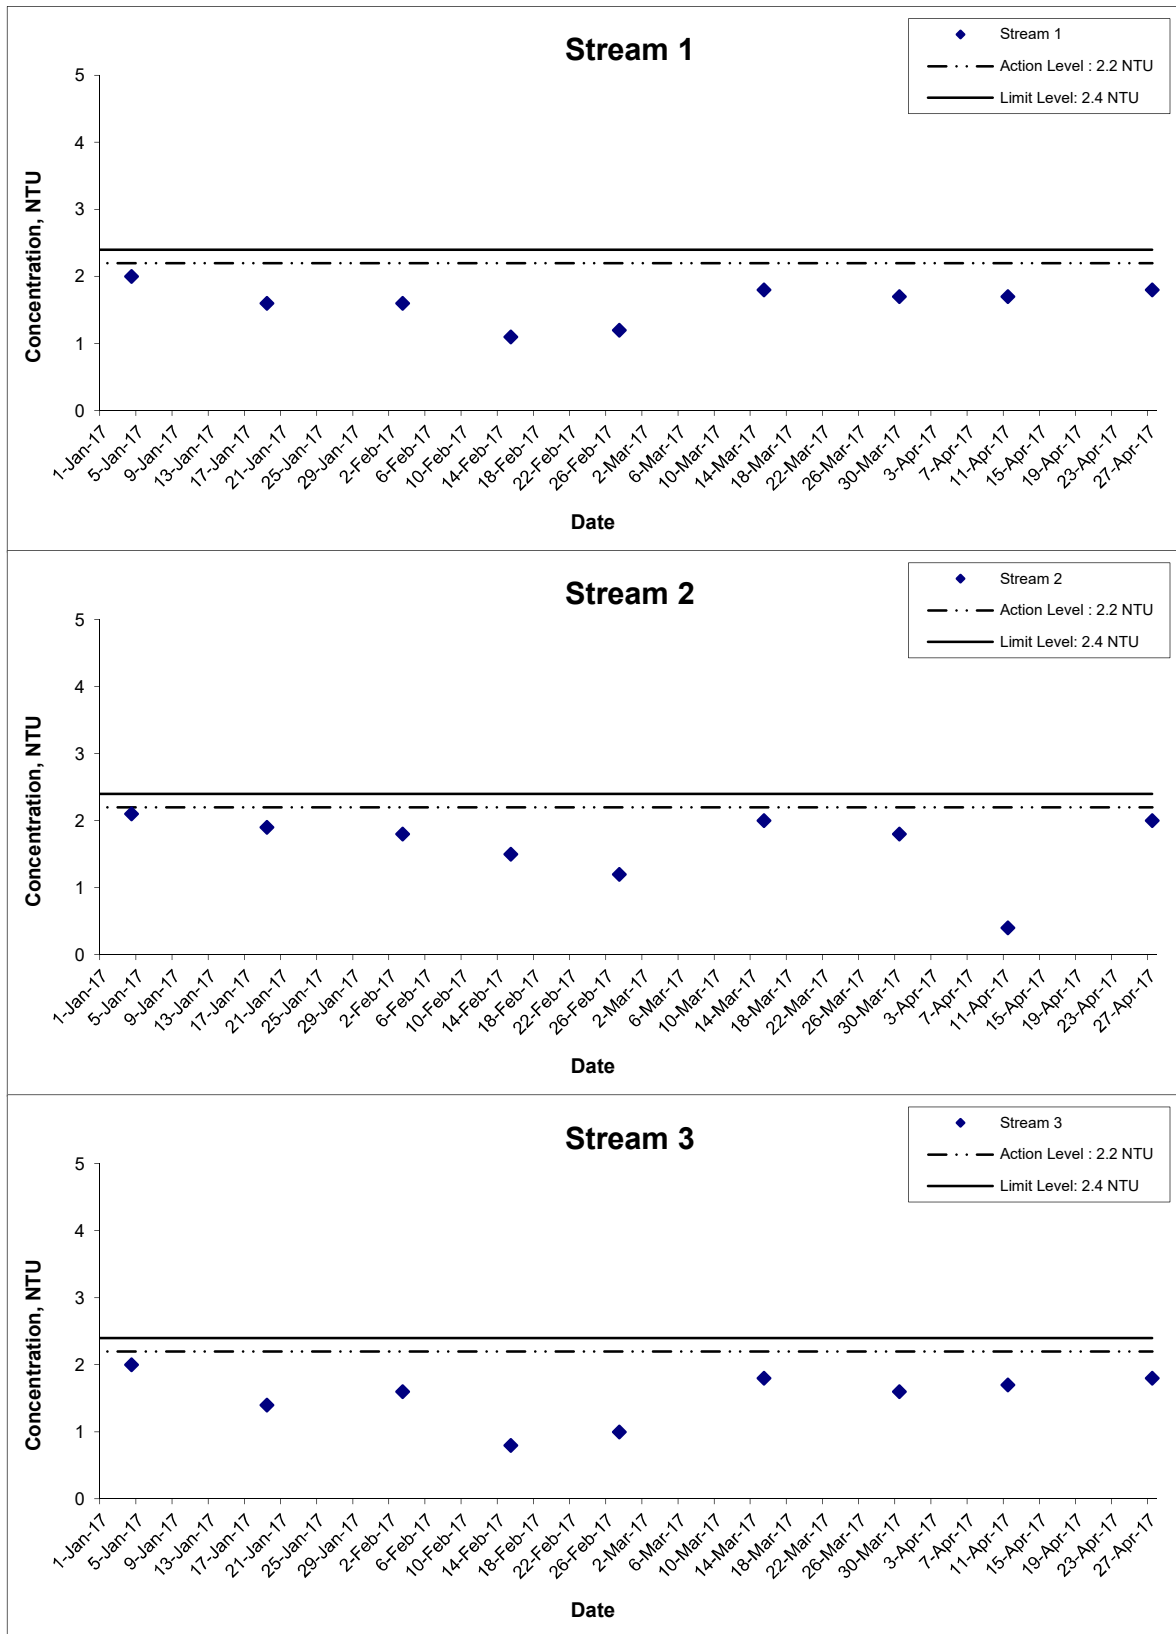 Stream 1
Stream 1
Action Level : 2.2 NTU
Limit Level: 2.4 NTU
Concentration, NTU
5
4
3
2
1
0
1-Jan-17
5-Jan-17
9-Jan-17
13-Jan-17
17-Jan-17
21-Jan-17
25-Jan-17
29-Jan-17
2-Feb-17
6-Feb-17
10-Feb-17
14-Feb-17
18-Feb-17
22-Feb-17
26-Feb-17
2-Mar-17
6-Mar-17
10-Mar-17
14-Mar-17
18-Mar-17
22-Mar-17
26-Mar-17
30-Mar-17
3-Apr-17
7-Apr-17
11-Apr-17
15-Apr-17
19-Apr-17
23-Apr-17
27-Apr-17
Date
Stream 2
Stream 2
Action Level : 2.2 NTU
Limit Level: 2.4 NTU
Concentration, NTU
5
4
3
2
1
0
1-Jan-17
5-Jan-17
9-Jan-17
13-Jan-17
17-Jan-17
21-Jan-17
25-Jan-17
29-Jan-17
2-Feb-17
6-Feb-17
10-Feb-17
14-Feb-17
18-Feb-17
22-Feb-17
26-Feb-17
2-Mar-17
6-Mar-17
10-Mar-17
14-Mar-17
18-Mar-17
22-Mar-17
26-Mar-17
30-Mar-17
3-Apr-17
7-Apr-17
11-Apr-17
15-Apr-17
19-Apr-17
23-Apr-17
27-Apr-17
Date
Stream 3
Stream 3
Action Level : 2.2 NTU
Limit Level: 2.4 NTU
Concentration, NTU
5
4
3
2
1
0
1-Jan-17
5-Jan-17
9-Jan-17
13-Jan-17
17-Jan-17
21-Jan-17
25-Jan-17
29-Jan-17
2-Feb-17
6-Feb-17
10-Feb-17
14-Feb-17
18-Feb-17
22-Feb-17
26-Feb-17
2-Mar-17
6-Mar-17
10-Mar-17
14-Mar-17
18-Mar-17
22-Mar-17
26-Mar-17
30-Mar-17
3-Apr-17
7-Apr-17
11-Apr-17
15-Apr-17
19-Apr-17
23-Apr-17
27-Apr-17
Date